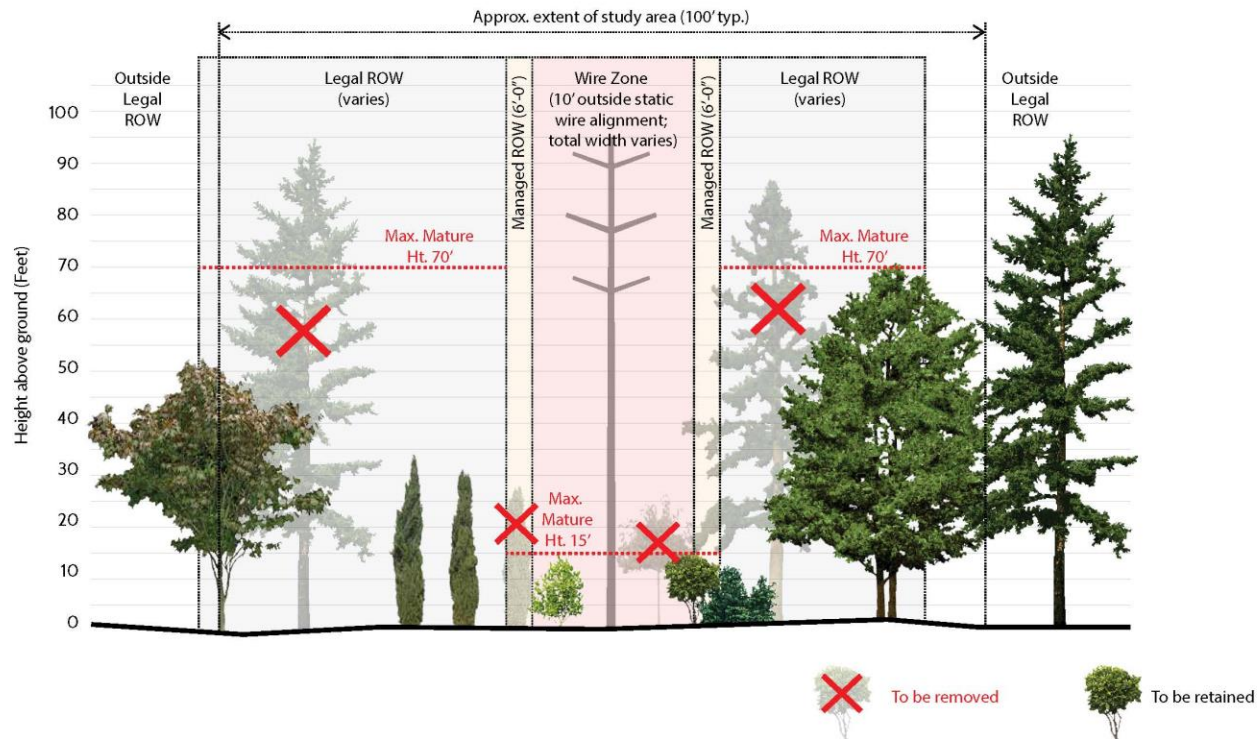 Approx. extent of study area (100' typ.)
Outside
Legal
ROW
Legal ROW
(varies)
Managed ROW (6'-0")
Wire Zone
(10' outside static
wire alignment;
total width varies)
Managed ROW (6'-0")
Legal ROW
(varies)
Outside
Legal
ROW
Height above ground (Feet)
100
90
80
70
60
50
40
30
20
10
0
Max. Mature
Ht. 70'
Max. Mature
Ht. 70'
Max.
Mature
Ht. 15'
To be removed
To be retained